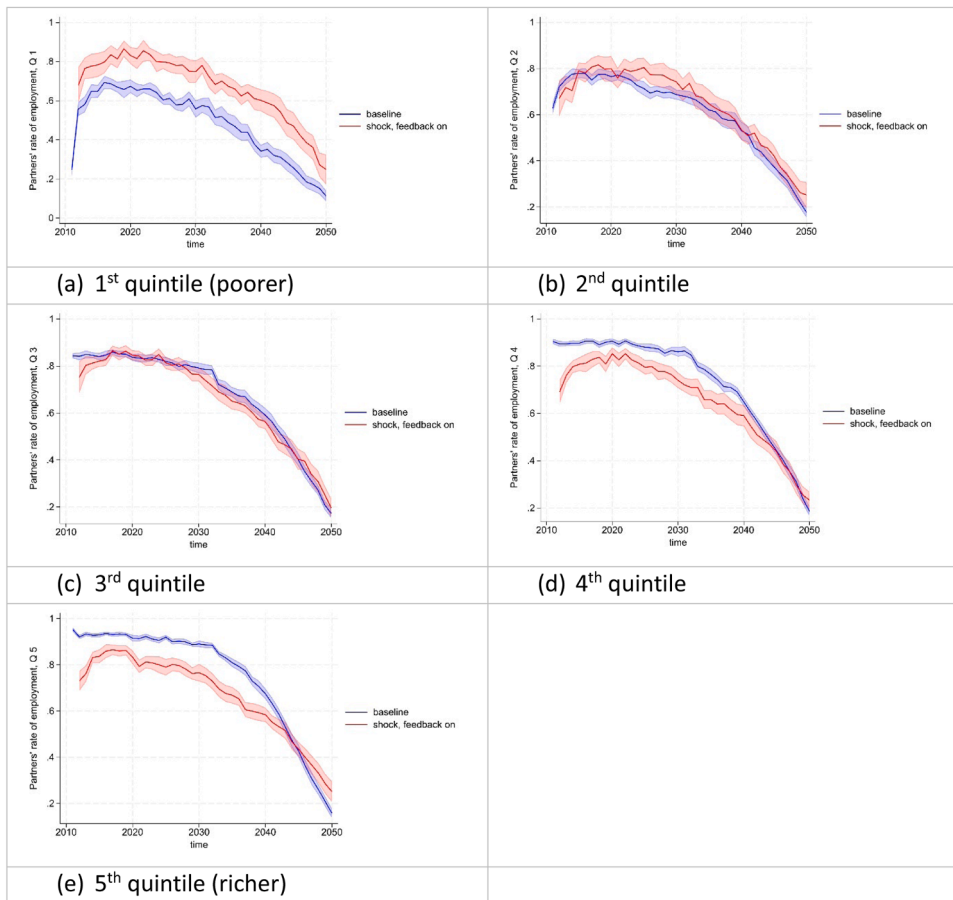 Partners' rate of employment, Q 1
1
.8
.6
.4
.2
0
2010 2020 2030 2040 2050
time
baseline
shock, feedback on
(a) 1st quintile (poorer)
Partners' rate of employment, Q 2
1
.8
.6
.4
.2
2010 2020 2030 2040 2050
time
baseline
shock, feedback on
(b) 2nd quintile
Partners' rate of employment, Q 3
1
.8
.6
.4
.2
2010 2020 2030 2040 2050
time
baseline
shock, feedback on
(c) 3rd quintile
Partners' rate of employment, Q 4
1
.8
.6
.4
.2
2010 2020 2030 2040 2050
time
baseline
shock, feedback on
(d) 4th quintile
Partners' rate of employment, Q 5
1
.8
.6
.4
.2
2010 2020 2030 2040 2050
time
baseline
shock, feedback on
(e) 5th quintile (richer)